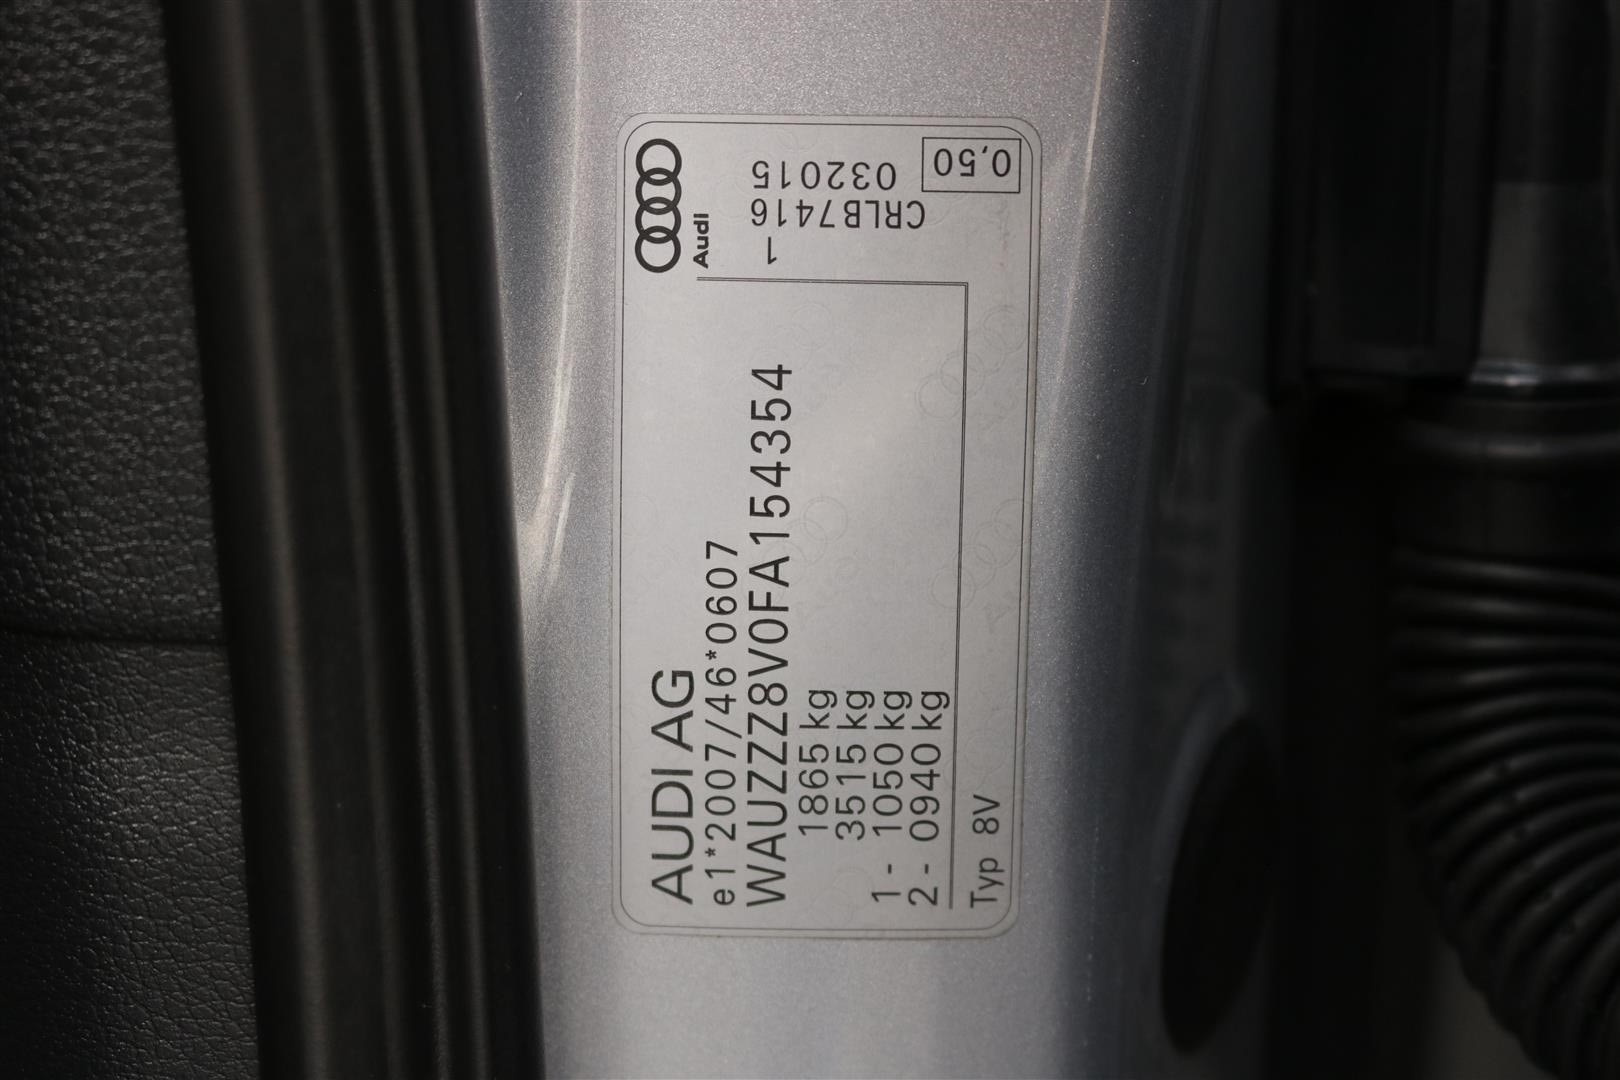 AUDI AG
e1*2007/46*0607
WAUZZZ8V0FA154354
1865 kg
3515 kg
1- 1050 kg
2- 0940 kg
Typ 8V
Audi
1
CRLB7416
032015
0,50